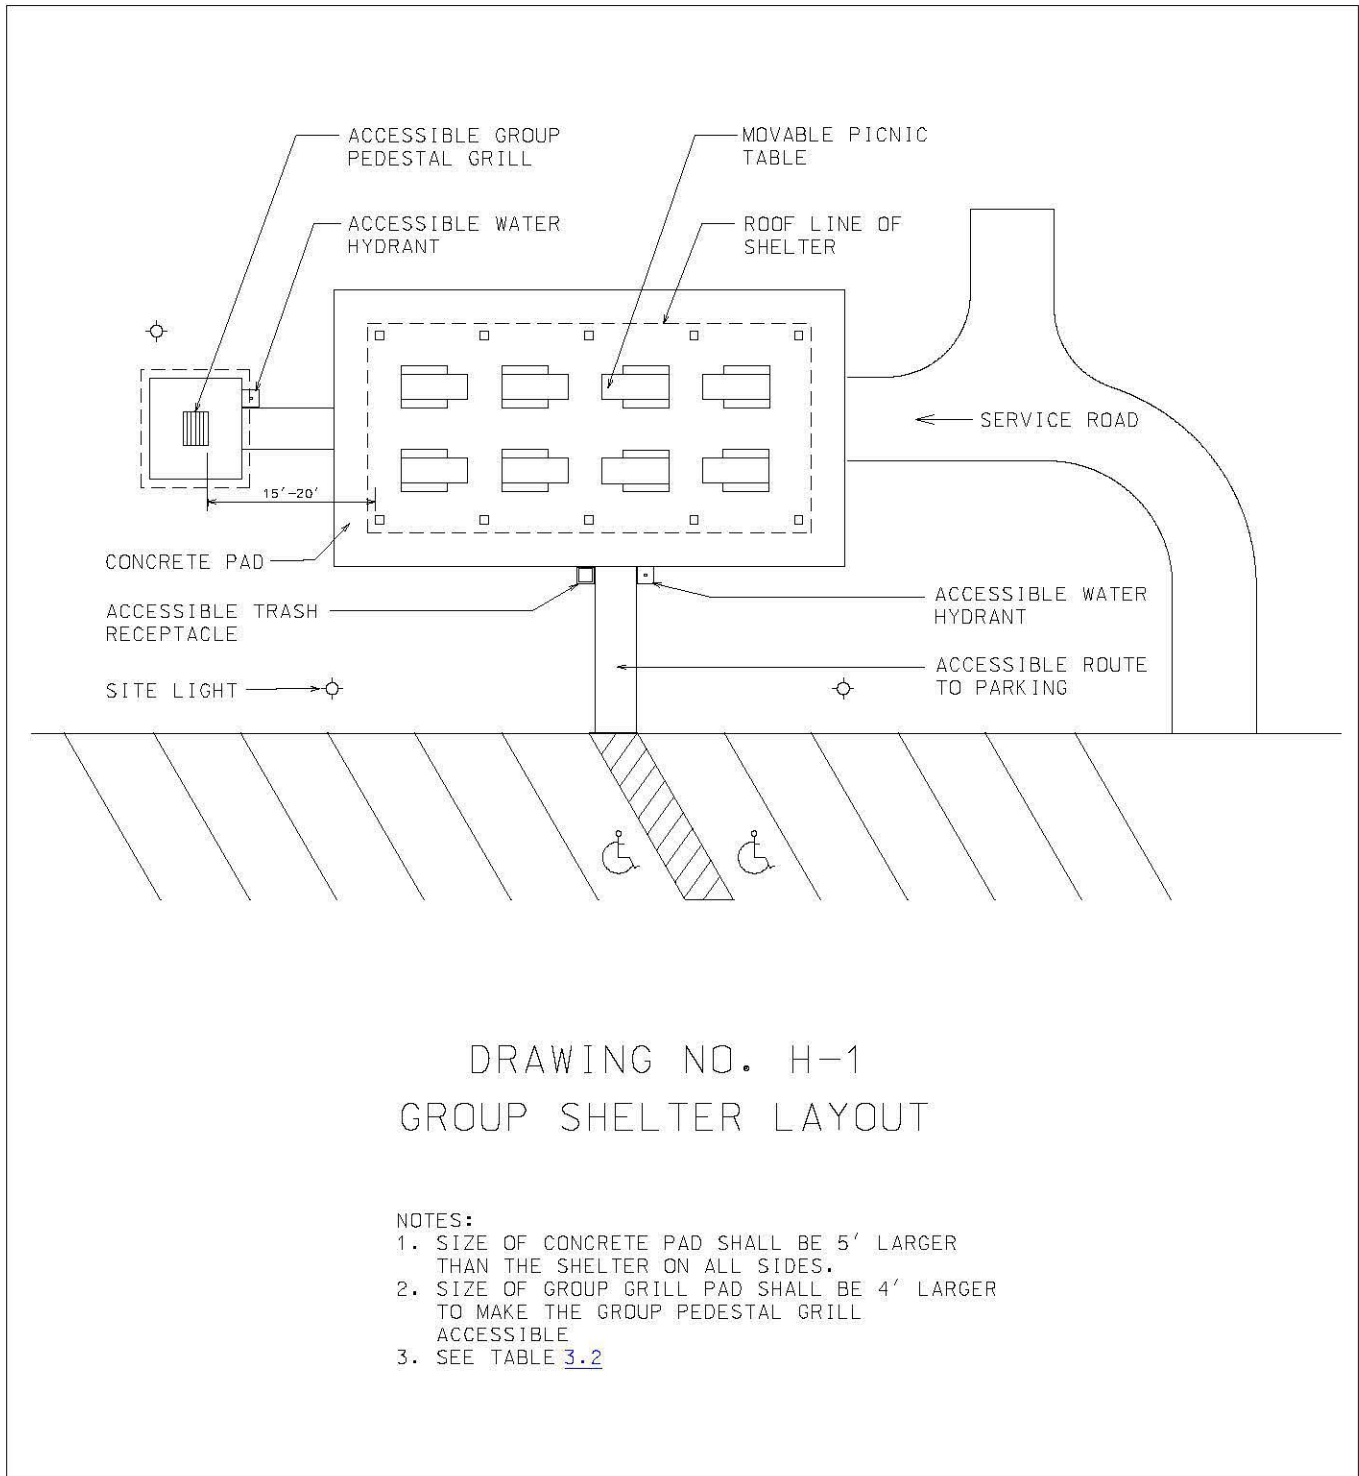 ACCESSIBLE GROUP
PEDESTAL GRILL
MOVABLE PICNIC
TABLE
ACCESSIBLE WATER
HYDRANT
ROOF LINE OF
SHELTER
SERVICE ROAD
15'-20'
CONCRETE PAD
ACCESSIBLE TRASH
RECEPTACLE
ACCESSIBLE WATER
HYDRANT
SITE LIGHT
ACCESSIBLE ROUTE
TO PARKING
DRAWING NO. H-1
GROUP SHELTER LAYOUT
NOTES:
1. SIZE OF CONCRETE PAD SHALL BE 5' LARGER
THAN THE SHELTER ON ALL SIDES.
2. SIZE OF GROUP GRILL PAD SHALL BE 4' LARGER
TO MAKE THE GROUP PEDESTAL GRILL
ACCESSIBLE
3. SEE TABLE 3.2